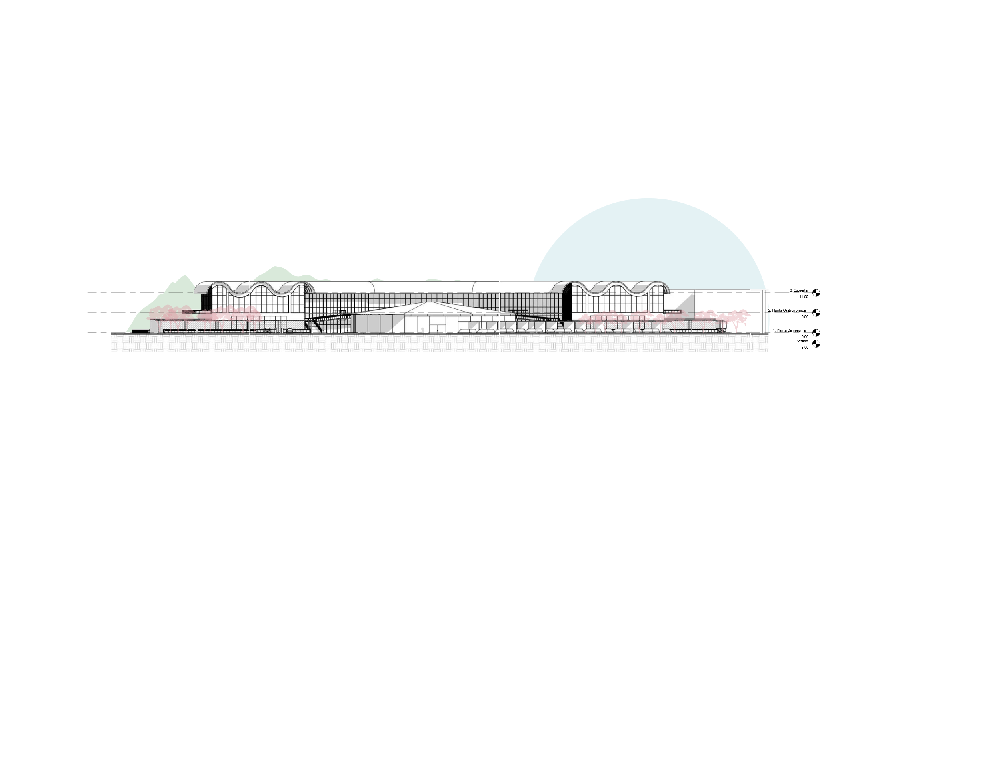 3. Cubierta
11.00
2. Planta Gastronomica
5.50
1. Planta Campesina
0.00
Sotano
-3.00